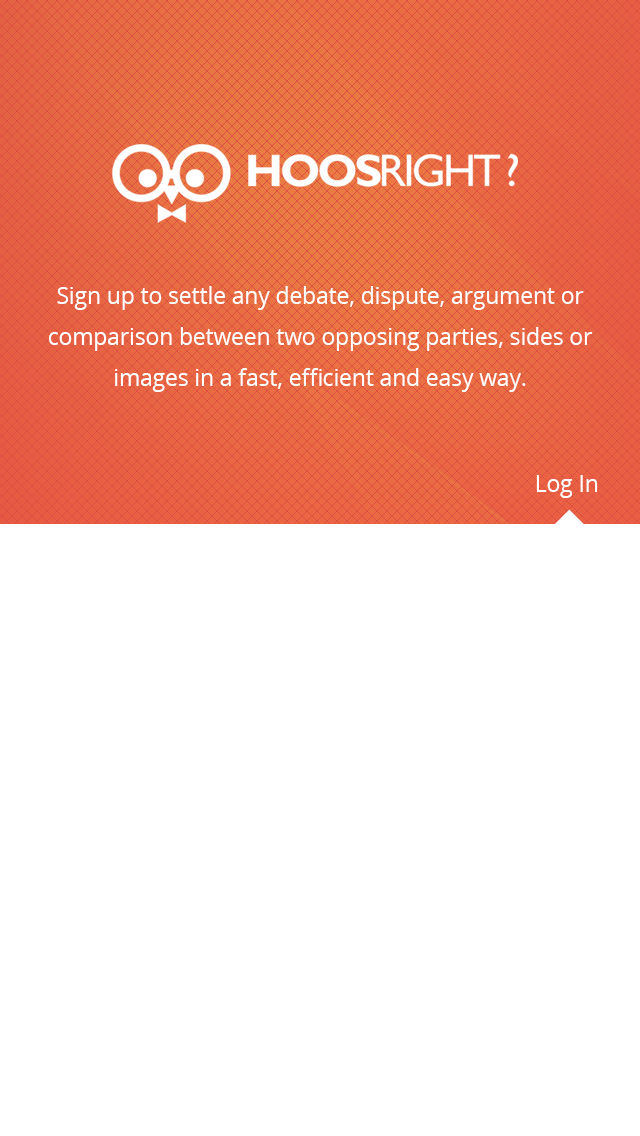 HOOSRIGHT?
Sign up to settle any debate, dispute, argument or
comparison between two opposing parties, sides or
images in a fast, efficient and easy way.
Log In